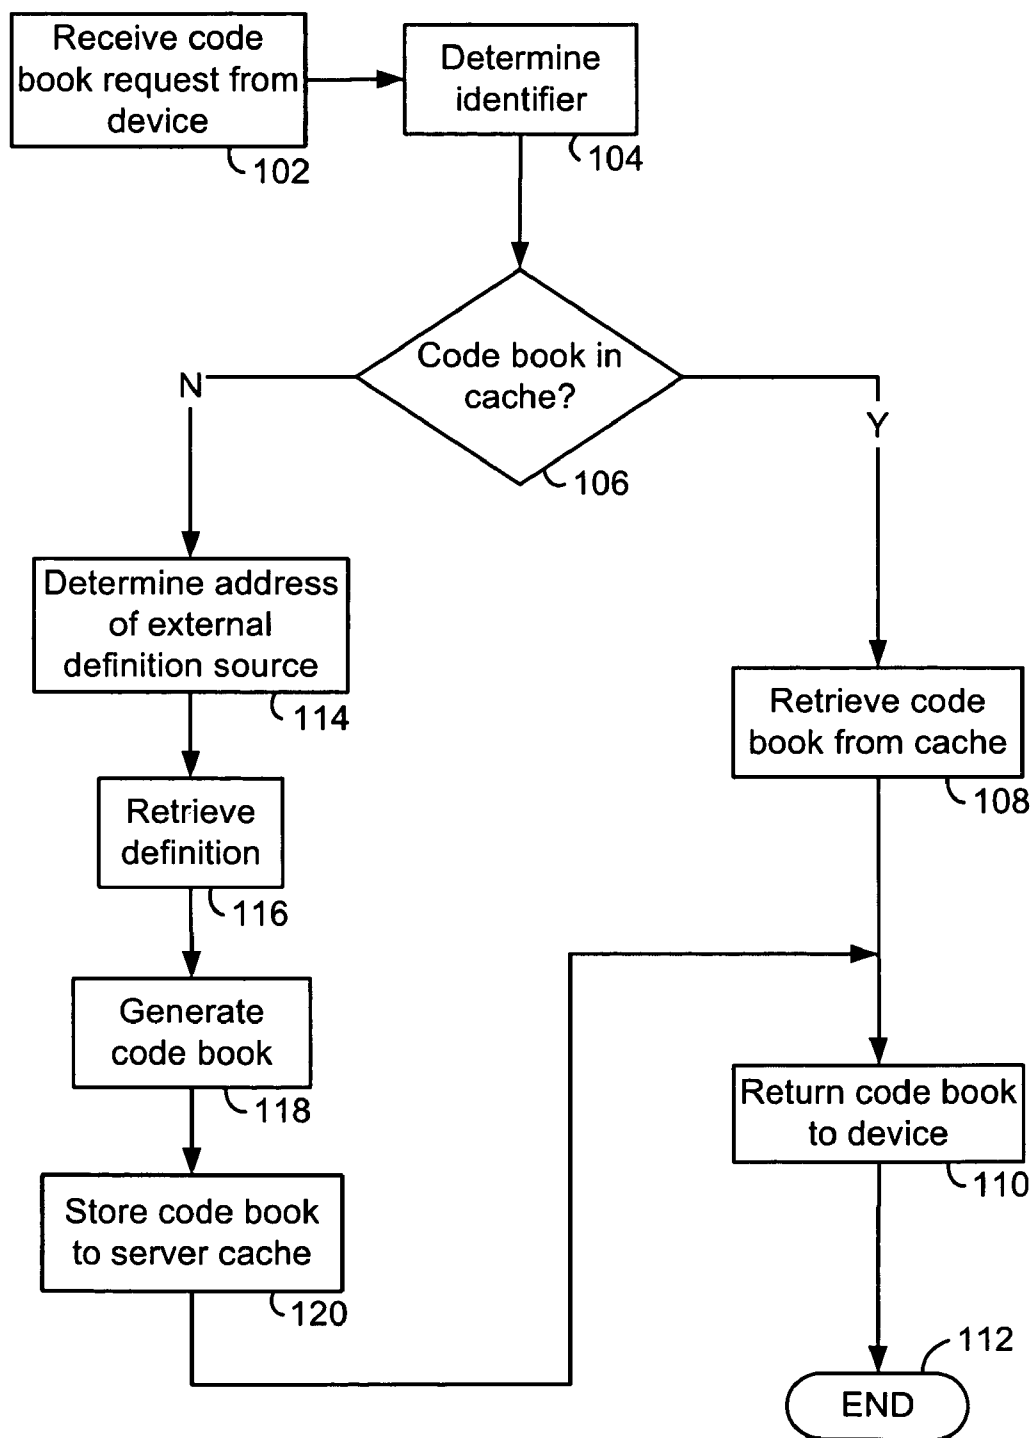 Receive code
book request from
device
102
Determine
identifier
104
Code book in
cache?
106
N
Y
Determine address
of external
definition source
114
Retrieve code
book from cache
108
Retrieve
definition
116
Generate
code book
118
Return code book
to device
110
Store code book
to server cache
120
112
END